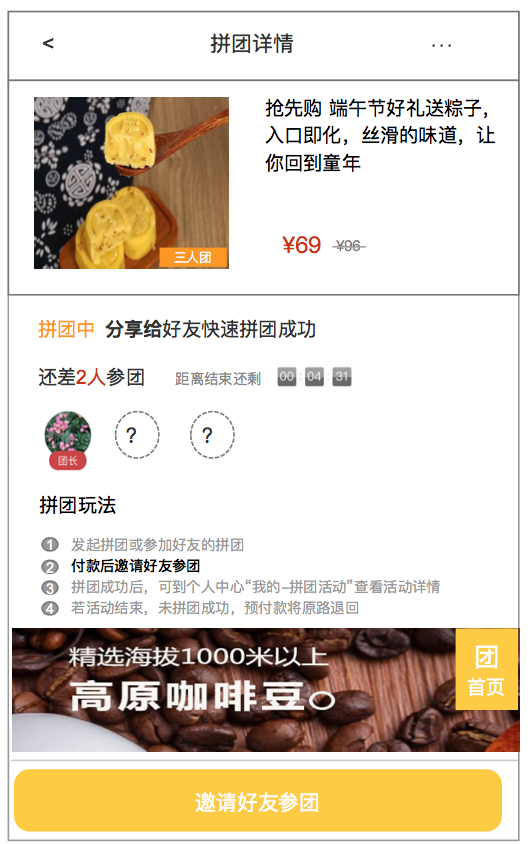 <
拼团详情
...
抢先购 端午节好礼送粽子，
入口即化，丝滑的味道，让
你回到童年
三人团
¥69 ¥96
拼团中 分享给好友快速拼团成功
还差2人参团 距离结束还剩 00:04:31
? ?
团长
拼团玩法
1 发起拼团或参加好友的拼团
2 付款后邀请好友参团
3 拼团成功后，可到个人中心“我的-拼团活动”查看活动详情
4 若活动结束，未拼团成功，预付款将原路退回
精选海拔1000米以上
高原咖啡豆。
团
首页
邀请好友参团